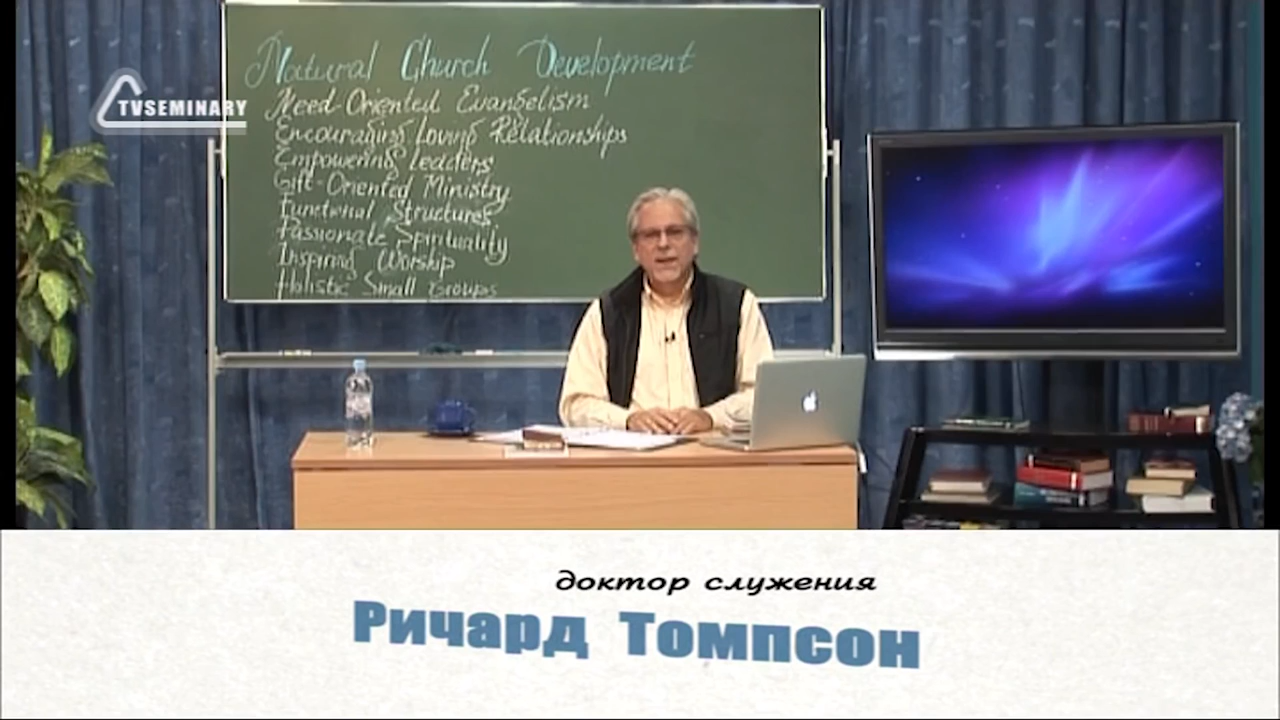 Natural Church Development
TVSEMINARY
Need-Oriented Evangelism
Encouraging Loving Relationships
Empowering Leaders
Gift-Oriented Ministry
Functional Structures
Passionate Spirituality
Inspiring Worship
Holistic Small Groups
доктор служения
Ричард Томпсон